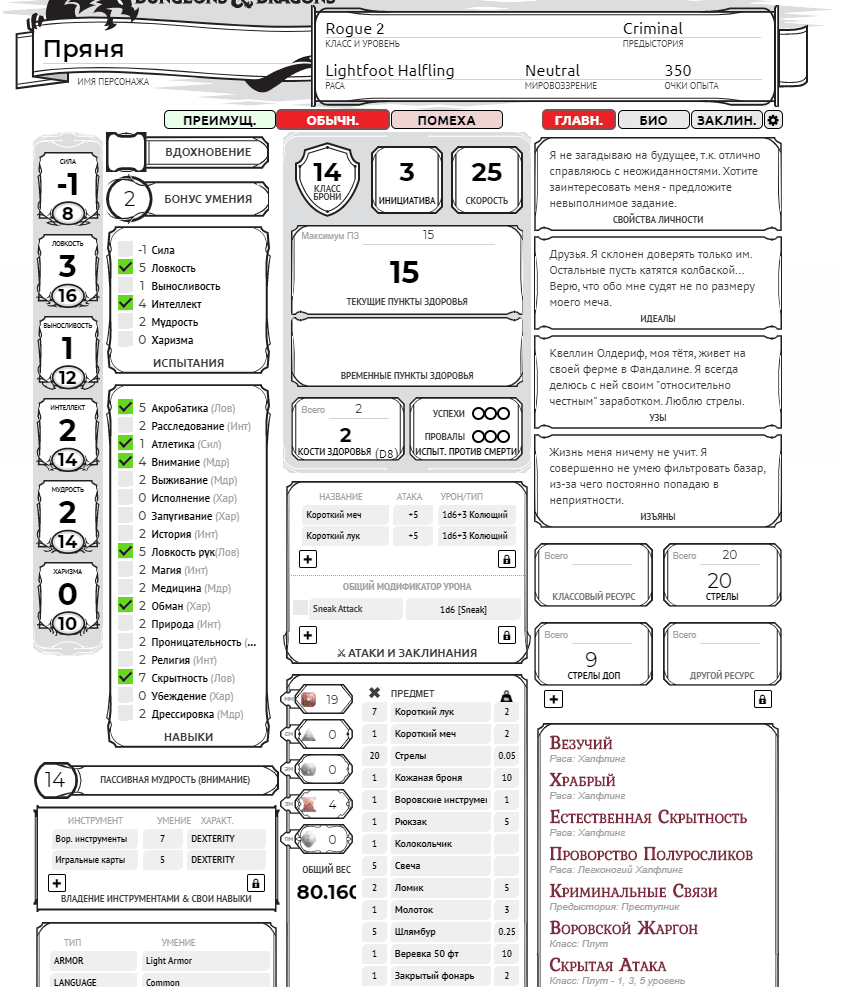 DUNGEONS & DRAGONS
Пряня
ИМЯ ПЕРСОНАЖА
Rogue 2
Criminal
КЛАСС И УРОВЕНЬ
ПРЕДЫСТОРИЯ
Lightfoot Halfling
Neutral
350
РАСА
МИРОВОЗЗРЕНИЕ
ОЧКИ ОПЫТА
ПРЕИМУЩ.
ОБЫЧН.
ПОМЕХА
ГЛАВН.
БИО
ЗАКЛИН.
СИЛА
-1
8
ЛОВКОСТЬ
3
16
ВЫНОСЛИВОСТЬ
1
12
ИНТЕЛЛЕКТ
2
14
МУДРОСТЬ
2
14
ХАРИЗМА
0
10
ВДОХНОВЕНИЕ
2 БОНУС УМЕНИЯ
-1 Сила
5 Ловкость
1 Выносливость
4 Интеллект
2 Мудрость
0 Харизма
ИСПЫТАНИЯ
5 Акробатика (Лов)
2 Расследование (Инт)
1 Атлетика (Сил)
4 Внимание (Мдр)
2 Выживание (Мдр)
0 Исполнение (Хар)
0 Запугивание (Хар)
2 История (Инт)
5 Ловкость рук(Лов)
2 Магия (Инт)
2 Медицина (Мдр)
2 Обман (Хар)
2 Природа (Инт)
2 Проницательность (...
2 Религия (Инт)
7 Скрытность (Лов)
0 Убеждение (Хар)
2 Дрессировка (Мдр)
НАВЫКИ
14 ПАССИВНАЯ МУДРОСТЬ (ВНИМАНИЕ)
ИНСТРУМЕНТ УМЕНИЕ ХАРАКТ.
Вор. инструменты 7 DEXTERITY
Игральные карты 5 DEXTERITY
ВЛАДЕНИЕ ИНСТРУМЕНТАМИ & СВОИ НАВЫКИ
ТИП УМЕНИЕ
ARMOR Light Armor
LANGUAGE Common
14
КЛАСС
БРОНИ
3
ИНИЦИАТИВА
25
СКОРОСТЬ
Максимум ПЗ 15
15
ТЕКУЩИЕ ПУНКТЫ ЗДОРОВЬЯ
ВРЕМЕННЫЕ ПУНКТЫ ЗДОРОВЬЯ
Всего 2
2
КОСТИ ЗДОРОВЬЯ (D8)
УСПЕХИ
ПРОВАЛЫ
ИСПЫТ. ПРОТИВ СМЕРТИ
НАЗВАНИЕ АТАКА УРОН/ТИП
Короткий меч +5 1d6+3 Колющий
Короткий лук +5 1d6+3 Колющий
ОБЩИЙ МОДИФИКАТОР УРОНА
Sneak Attack 1d6 [Sneak]
АТАКИ И ЗАКЛИНАНИЯ
ММ 19
СМ 0
ЭМ 0
ЗМ 4
ПМ 0
ОБЩИЙ ВЕС
80.160
ПРЕДМЕТ
7 Короткий лук 2
1 Короткий меч 2
20 Стрелы 0.05
1 Кожаная броня 10
1 Воровские инструмен 1
1 Рюкзак 5
1 Колокольчик
5 Свеча
2 Ломик 5
1 Молоток 3
5 Шлямбур 0.25
1 Веревка 50 фт 10
1 Закрытый фонарь 2
Я не загадываю на будущее, т.к. отлично
справляюсь с неожиданностями. Хотите
заинтересовать меня - предложите
невыполнимое задание.
СВОЙСТВА ЛИЧНОСТИ
Друзья. Я склонен доверять только им.
Остальные пусть катятся колбаской...
Верю, что обо мне судят не по размеру
моего меча.
ИДЕАЛЫ
Квеллин Олдериф, моя тётя, живет на
своей ферме в Фандалине. Я всегда
делюсь с ней своим "относительно
честным" заработком. Люблю стрелы.
УЗЫ
Жизнь меня ничему не учит. Я
совершенно не умею фильтровать базар,
из-за чего постоянно попадаю в
неприятности.
ИЗЪЯНЫ
Всего
КЛАССОВЫЙ РЕСУРС
Всего 20
20
СТРЕЛЫ
Всего
9
СТРЕЛЫ ДОП
Всего
ДРУГОЙ РЕСУРС
Везучий
Раса: Халфлинг
Храбрый
Раса: Халфлинг
Естественная Скрытность
Раса: Халфлинг
Проворство Полуросликов
Раса: Легконогий Халфлинг
Криминальные Связи
Предыстория: Преступник
Воровской Жаргон
Класс: Плут
Скрытая Атака
Класс: Плут - 1, 3, 5 уровень